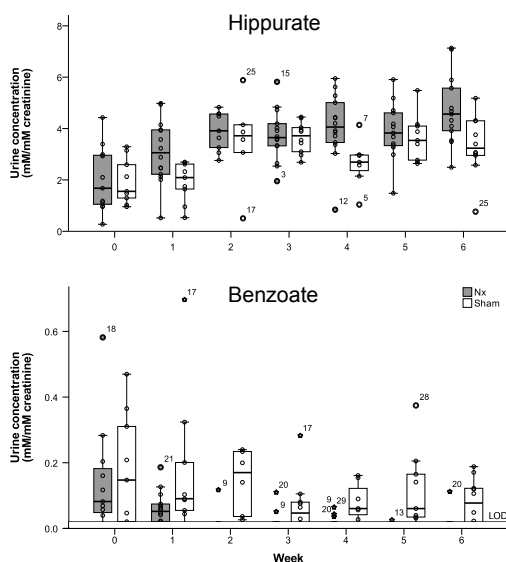 Hippurate
Urine concentration
(mM/mM creatinine)
8
6
4
2
0
25
17
15
3
7
12
5
25
0 1 2 3 4 5 6
Benzoate
Nx
Sham
Urine concentration
(mM/mM creatinine)
0.6
0.4
0.2
0.0
18
17
21
9
17
20
9
9 29
20
28
13
20
LOD
0 1 2 3 4 5 6
Week